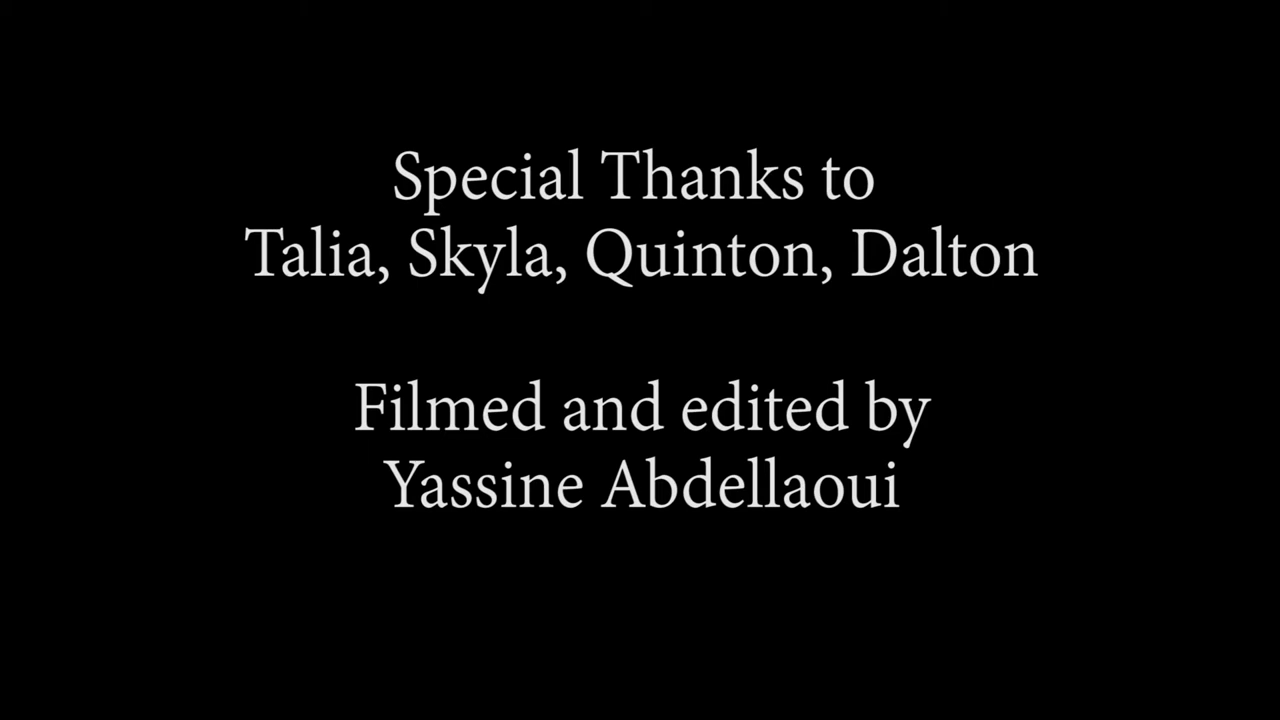 Special Thanks to
Talia, Skyla, Quinton, Dalton
Filmed and edited by
Yassine Abdellaoui